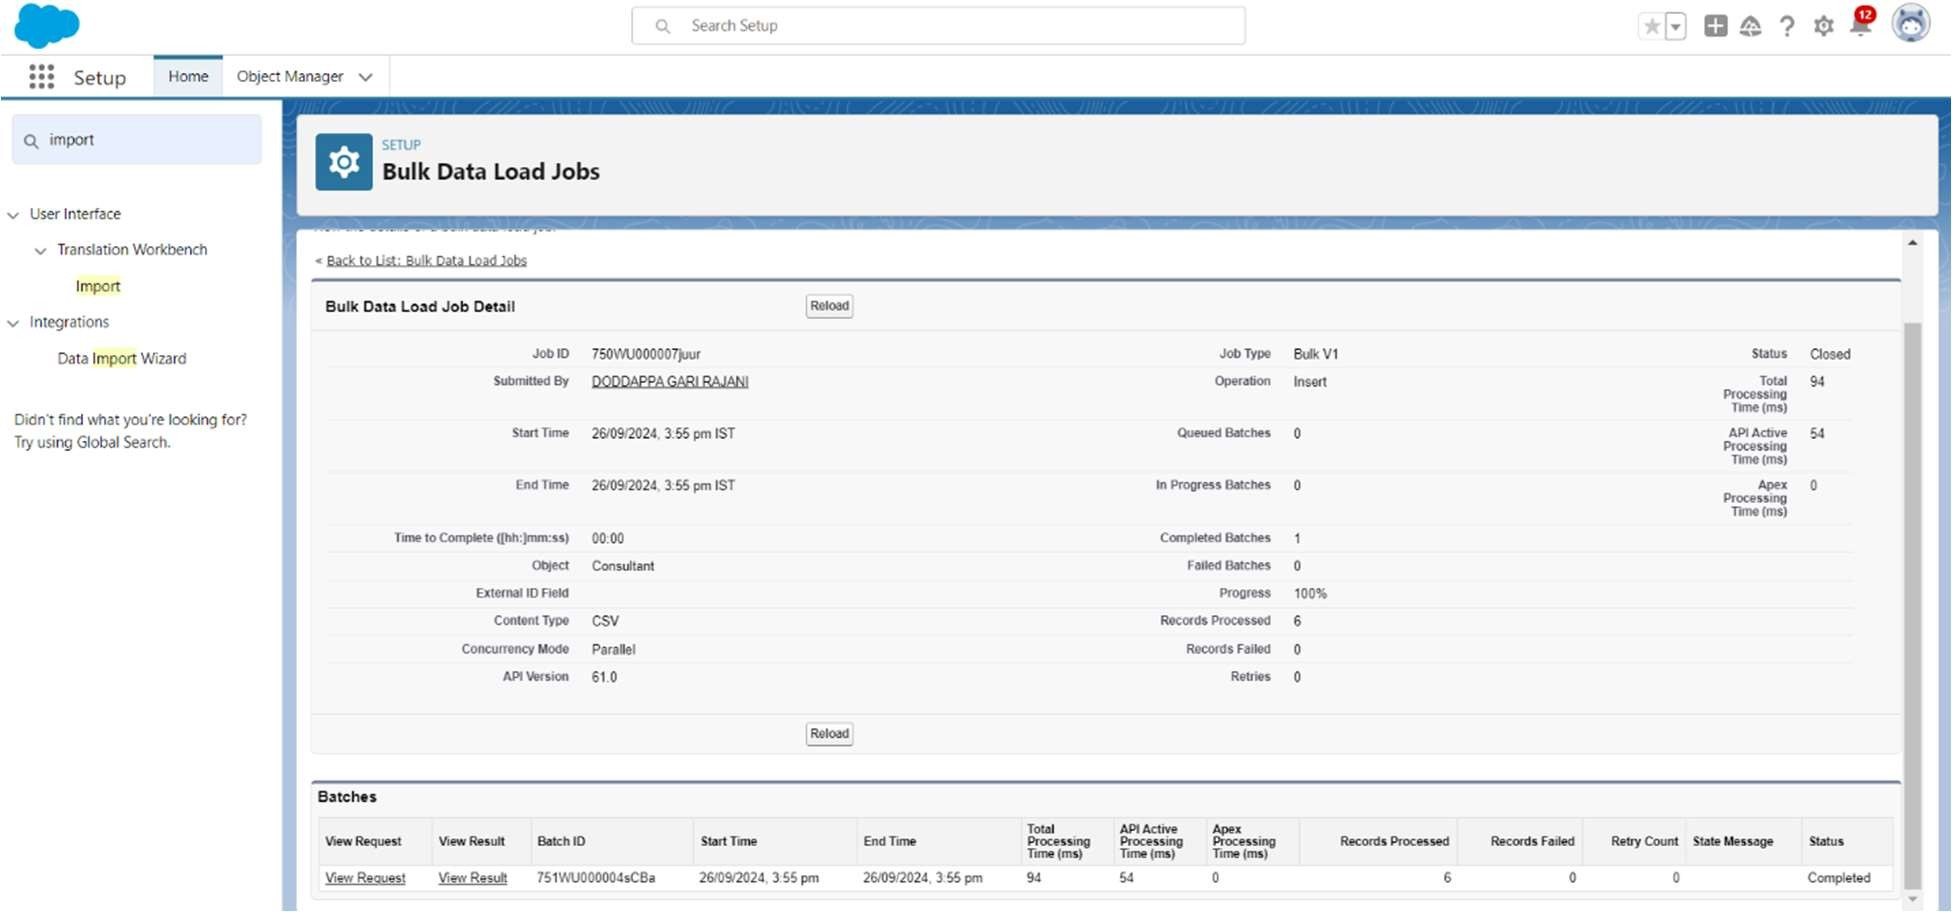 Search Setup
12
Setup
Home
Object Manager
import
User Interface
Translation Workbench
Import
Integrations
Data Import Wizard
Didn't find what you're looking for?
Try using Global Search.
SETUP
Bulk Data Load Jobs
< Back to List: Bulk Data Load Jobs
Bulk Data Load Job Detail
Reload
Job ID 750WU000007juur Job Type Bulk V1 Status Closed
Submitted By DODDAPPA GARI RAJANI Operation Insert Total Processing Time (ms) 94
Start Time 26/09/2024, 3:55 pm IST Queued Batches 0 API Active Processing Time (ms) 54
End Time 26/09/2024, 3:55 pm IST In Progress Batches 0 Apex Processing Time (ms) 0
Time to Complete ([hh:]mm:ss) 00:00 Completed Batches 1
Object Consultant Failed Batches 0
External ID Field Progress 100%
Content Type CSV Records Processed 6
Concurrency Mode Parallel Records Failed 0
API Version 61.0 Retries 0
Reload
Batches
View Request View Result Batch ID Start Time End Time Total Processing Time (ms) API Active Processing Time (ms) Apex Processing Time (ms) Records Processed Records Failed Retry Count State Message Status
View Request View Result 751WU000004sCBa 26/09/2024, 3:55 pm 26/09/2024, 3:55 pm 94 54 0 6 0 0 Completed